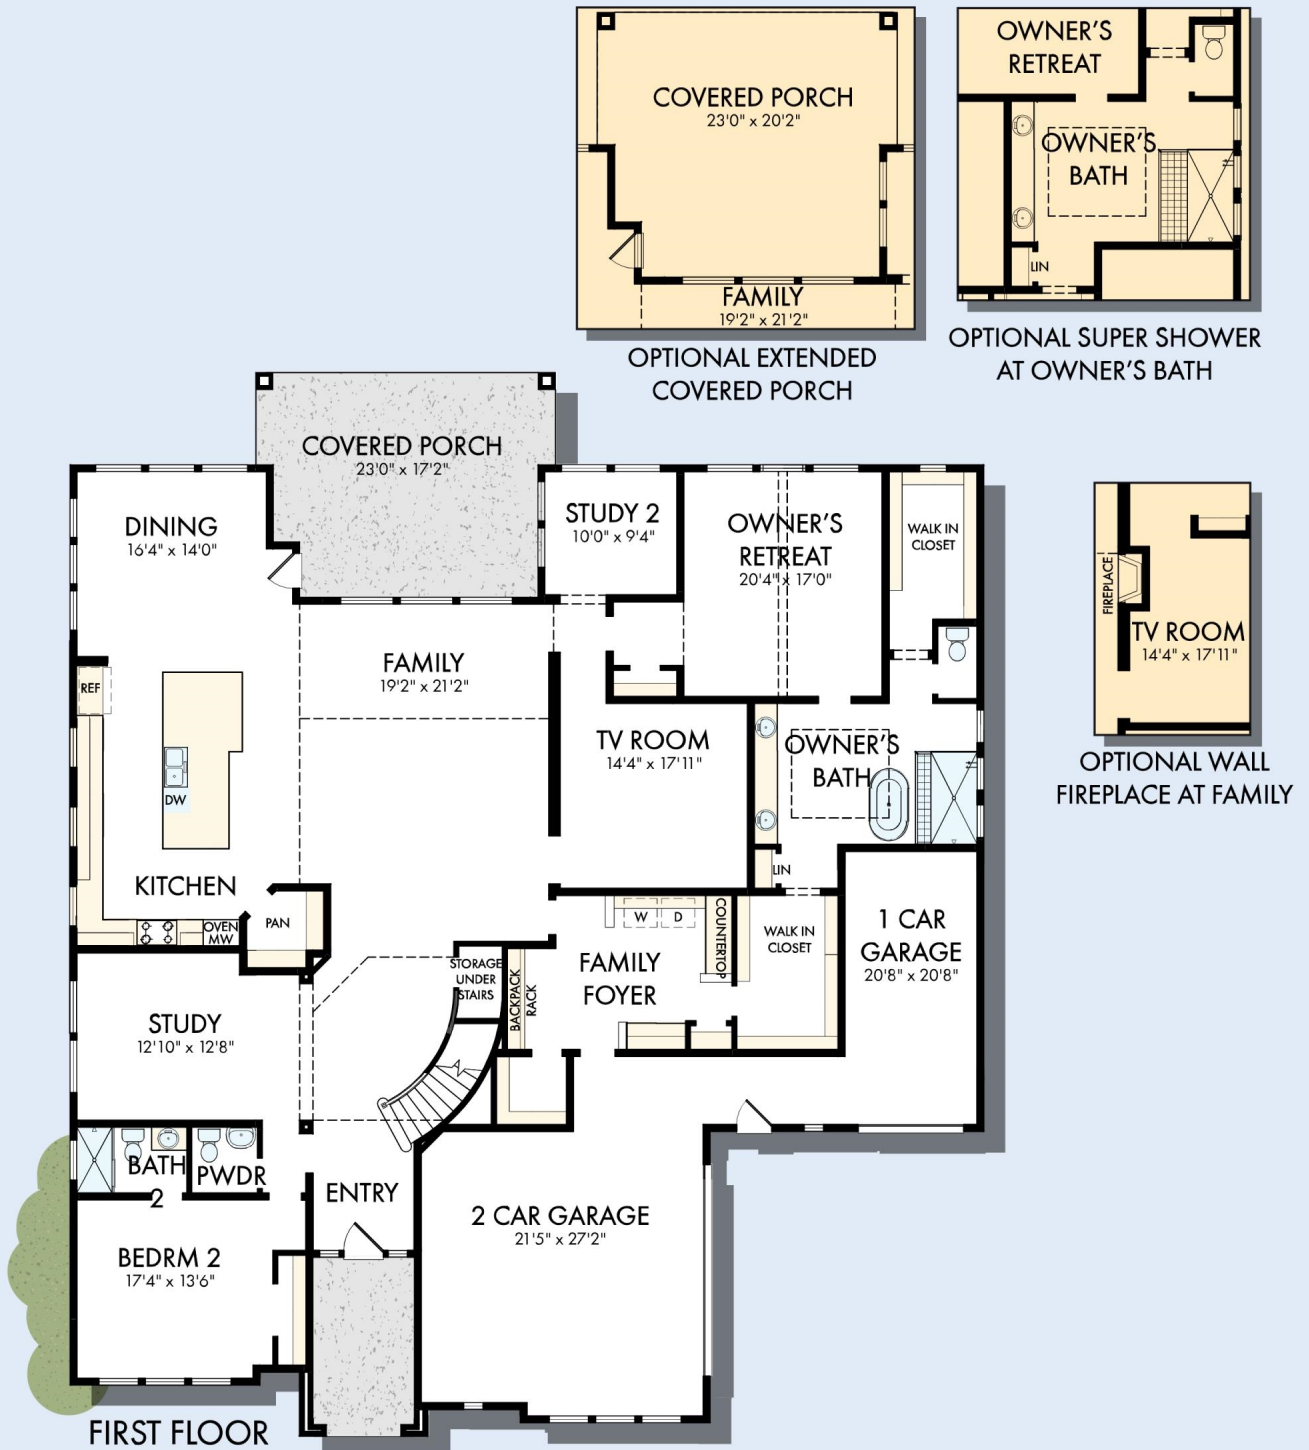 COVERED PORCH
23'0" x 20'2"
FAMILY
19'2" x 21'2"
OPTIONAL EXTENDED
COVERED PORCH
OWNER'S
RETREAT
OWNER'S
BATH
LIN
OPTIONAL SUPER SHOWER
AT OWNER'S BATH
COVERED PORCH
23'0" x 17'2"
DINING
16'4" x 14'0"
STUDY 2
10'0" x 9'4"
OWNER'S
RETREAT
20'4" x 17'0"
WALK IN
CLOSET
FIREPLACE
TV ROOM
14'4" x 17'11"
OPTIONAL WALL
FIREPLACE AT FAMILY
REF
FAMILY
19'2" x 21'2"
TV ROOM
14'4" x 17'11"
OWNER'S
BATH
DW
KITCHEN
LIN
OVEN
MW
PAN
W
D
COUNTERTOP
WALK IN
CLOSET
1 CAR
GARAGE
20'8" x 20'8"
STORAGE
UNDER
STAIRS
BACKPACK
RACK
FAMILY
FOYER
STUDY
12'10" x 12'8"
BATH
2
PWDR
ENTRY
2 CAR GARAGE
21'5" x 27'2"
BEDRM 2
17'4" x 13'6"
FIRST FLOOR